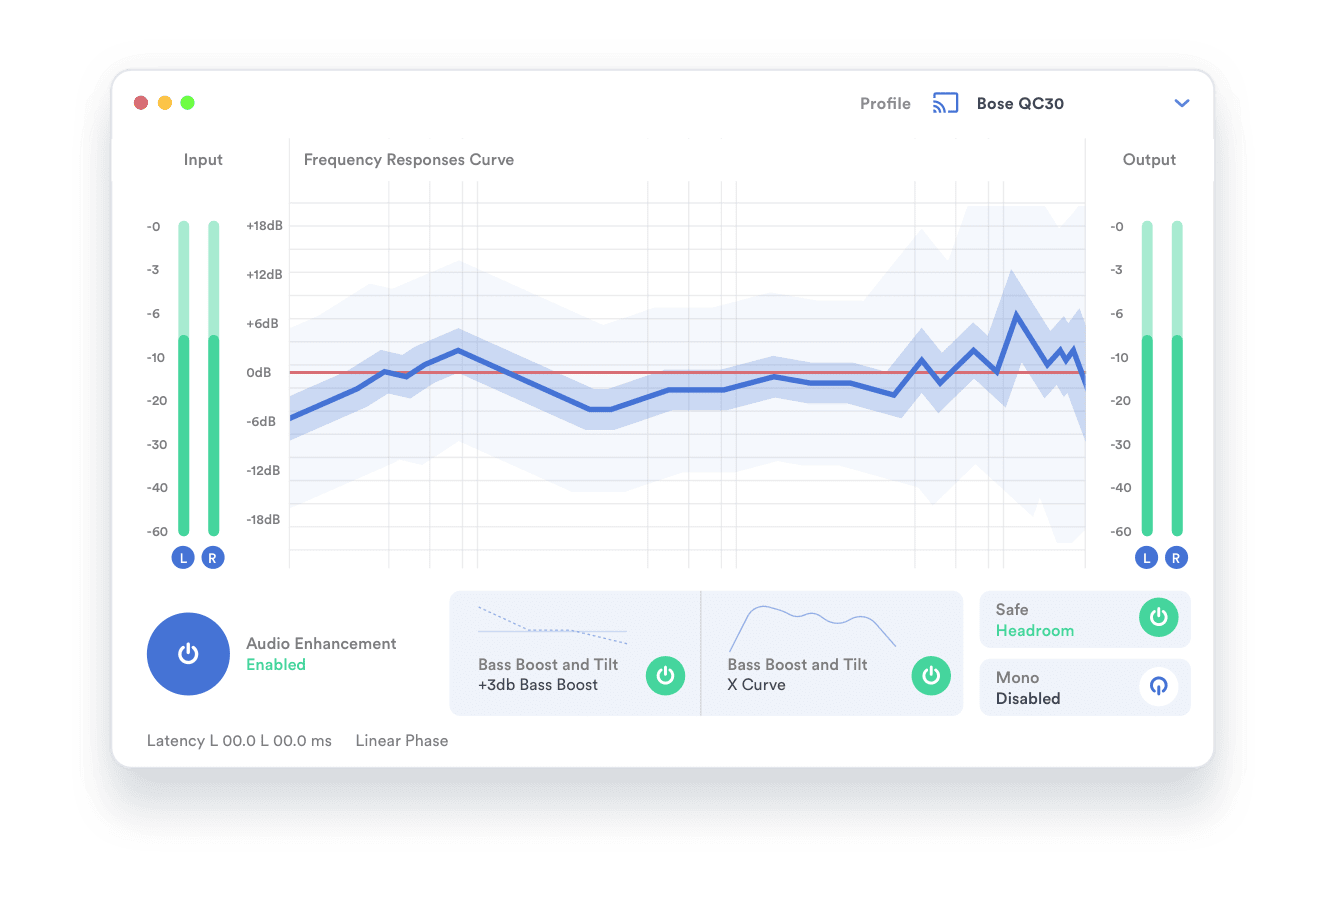 Profile Bose QC30
Input Frequency Responses Curve Output
-0
-3
-6
-10
-20
-30
-40
-60
L R
+18dB
+12dB
+6dB
0dB
-6dB
-12dB
-18dB
-0
-3
-6
-10
-20
-30
-40
-60
L R
Audio Enhancement
Enabled
Bass Boost and Tilt
+3db Bass Boost
Bass Boost and Tilt
X Curve
Safe
Headroom
Mono
Disabled
Latency L 00.0 L 00.0 ms Linear Phase